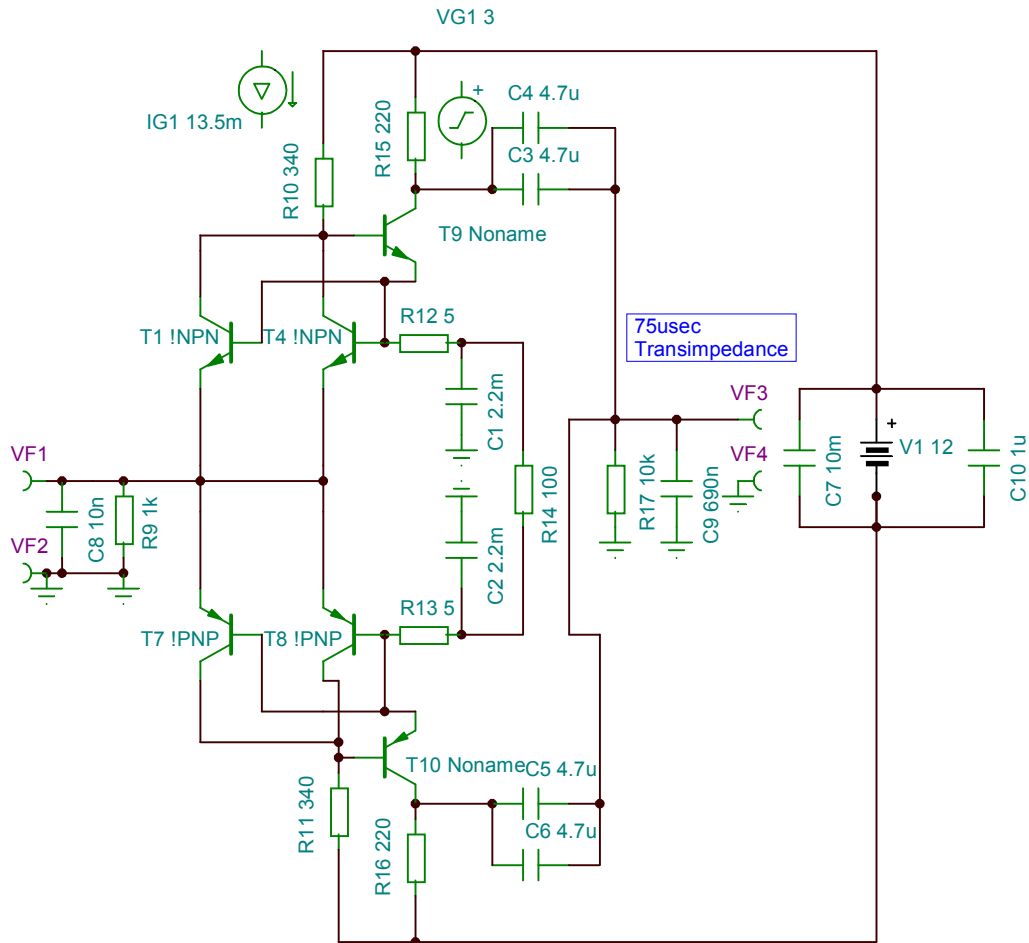 VG1 3
IG1 13.5m
+
R15 220
C4 4.7u
C3 4.7u
R10 340
T9 Noname
T1 !NPN
T4 !NPN
R12 5
75usec
Transimpedance
C1 2.2m
VF3
VF4
VF1
VF2
C8 10n
R9 1k
C2 2.2m
R14 100
R17 10k
C9 690n
C7 10m
+
V1 12
C10 1u
R13 5
T7 !PNP
T8 !PNP
T10 Noname
C5 4.7u
C6 4.7u
R11 340
R16 220